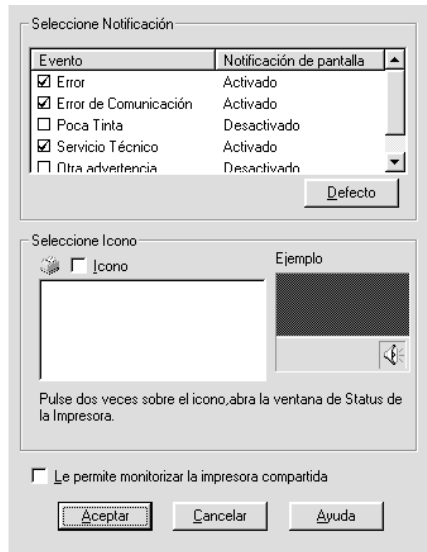 Seleccione Notificación
Evento Notificación de pantalla
Error Activado
Error de Comunicación Activado
Poca Tinta Desactivado
Servicio Técnico Activado
Otra advertencia Desactivado
Defecto
Seleccione Icono
Icono
Ejemplo
Pulse dos veces sobre el icono,abra la ventana de Status de
la Impresora.
Le permite monitorizar la impresora compartida
Aceptar Cancelar Ayuda